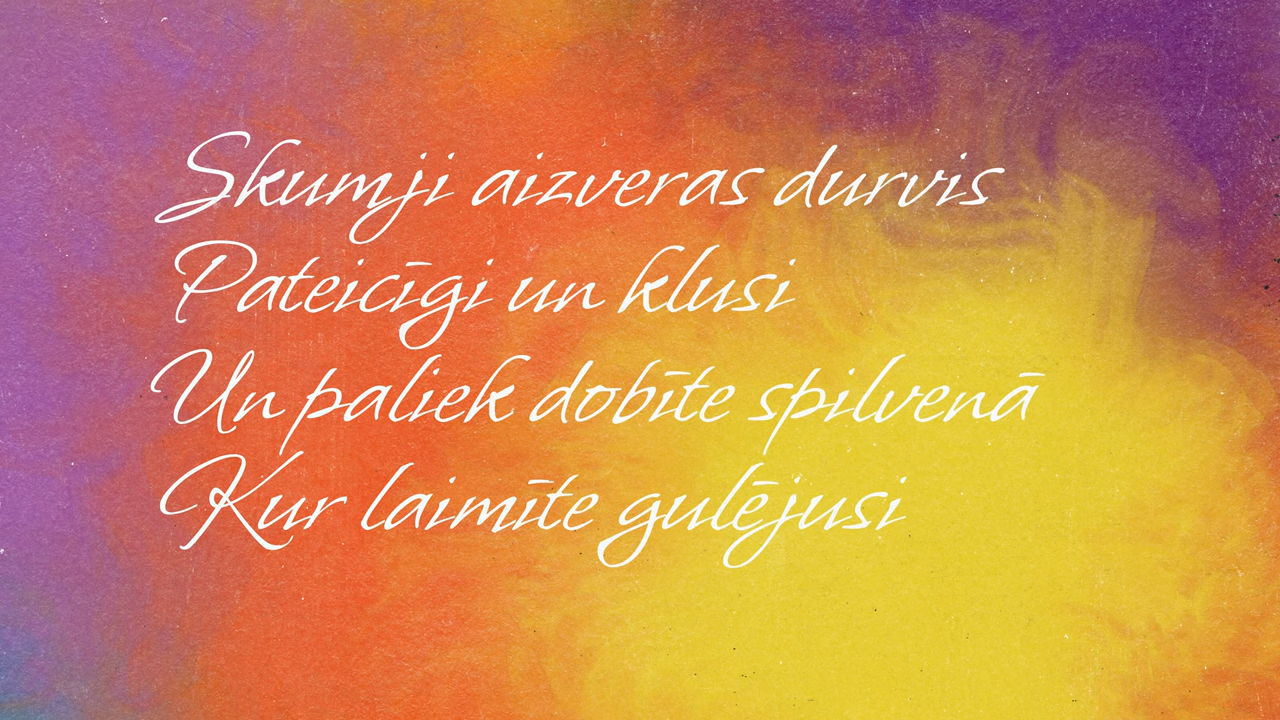 Skumji aizveras durvis
Pateicīgi un klusi
Un paliek dobīte spilvenā
Kur laimīte gulējusi